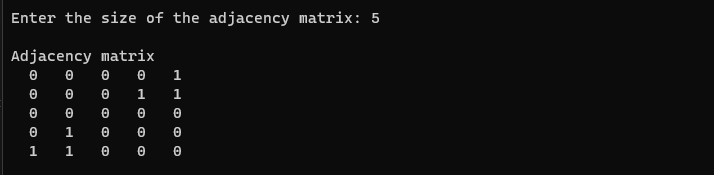 Enter the size of the adjacency matrix: 5
Adjacency matrix
0 0 0 0 1
0 0 0 1 1
0 0 0 0 0
0 1 0 0 0
1 1 0 0 0